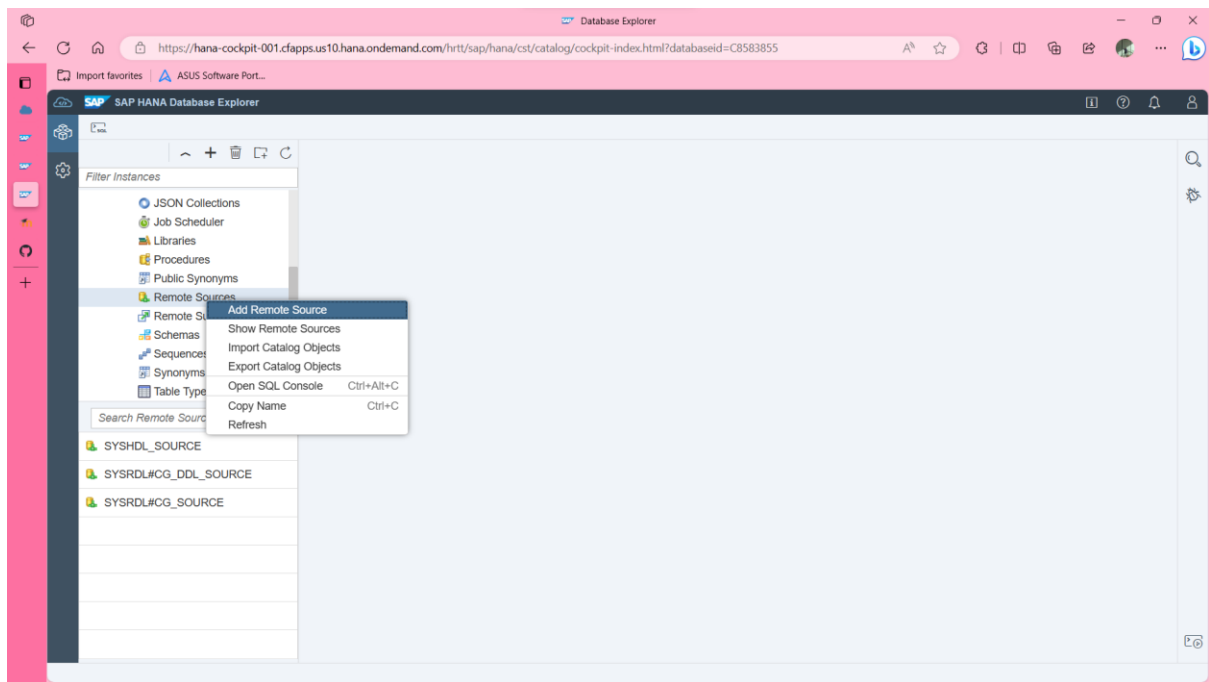 Database Explorer
https://hana-cockpit-001.cfapps.us10.hana.ondemand.com/hrtt/sap/hana/cst/catalog/cockpit-index.html?databaseid=C8583855
Import favorites
ASUS Software Port...
SAP SAP HANA Database Explorer
SQL
Filter Instances
JSON Collections
Job Scheduler
Libraries
Procedures
Public Synonyms
Remote Sources
Add Remote Source
Remote Su
Show Remote Sources
Schemas
Import Catalog Objects
Sequences
Export Catalog Objects
Synonyms
Open SQL Console Ctrl+Alt+C
Table Type
Copy Name Ctrl+C
Search Remote Sourc
Refresh
SYSHDL_SOURCE
SYSRDL#CG_DDL_SOURCE
SYSRDL#CG_SOURCE